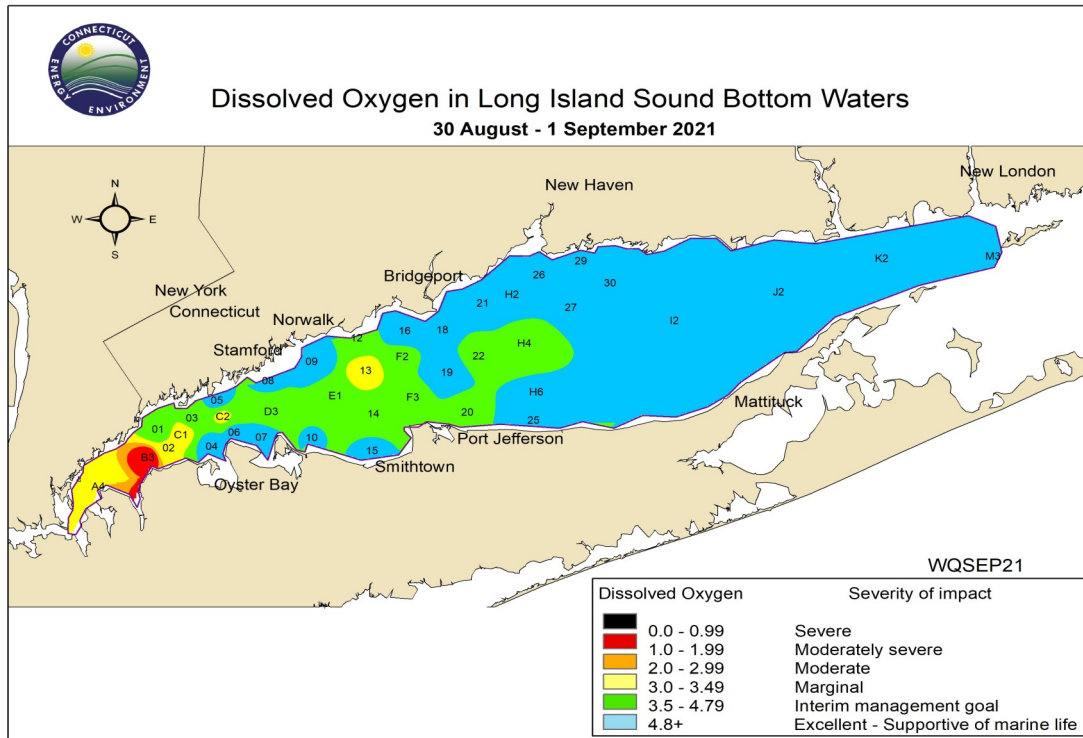 CONNECTICUT
ENERGY
ENVIRONMENT
Dissolved Oxygen in Long Island Sound Bottom Waters
30 August - 1 September 2021
New London
New Haven
N
W E
S
M3
K2
29
26
30
J2
Bridgeport
H2
21
27
New York
Connecticut
I2
Norwalk
16
18
12
H4
Stamford
F2
22
09
13
19
08
H6
05
E1
F3
Mattituck
03
C2
D3
14
20
25
01
C1
06
07
10
Port Jefferson
02
04
15
B3
Smithtown
A4
Oyster Bay
WQSEP21
Dissolved Oxygen Severity of impact
0.0 - 0.99 Severe
1.0 - 1.99 Moderately severe
2.0 - 2.99 Moderate
3.0 - 3.49 Marginal
3.5 - 4.79 Interim management goal
4.8+ Excellent - Supportive of marine life